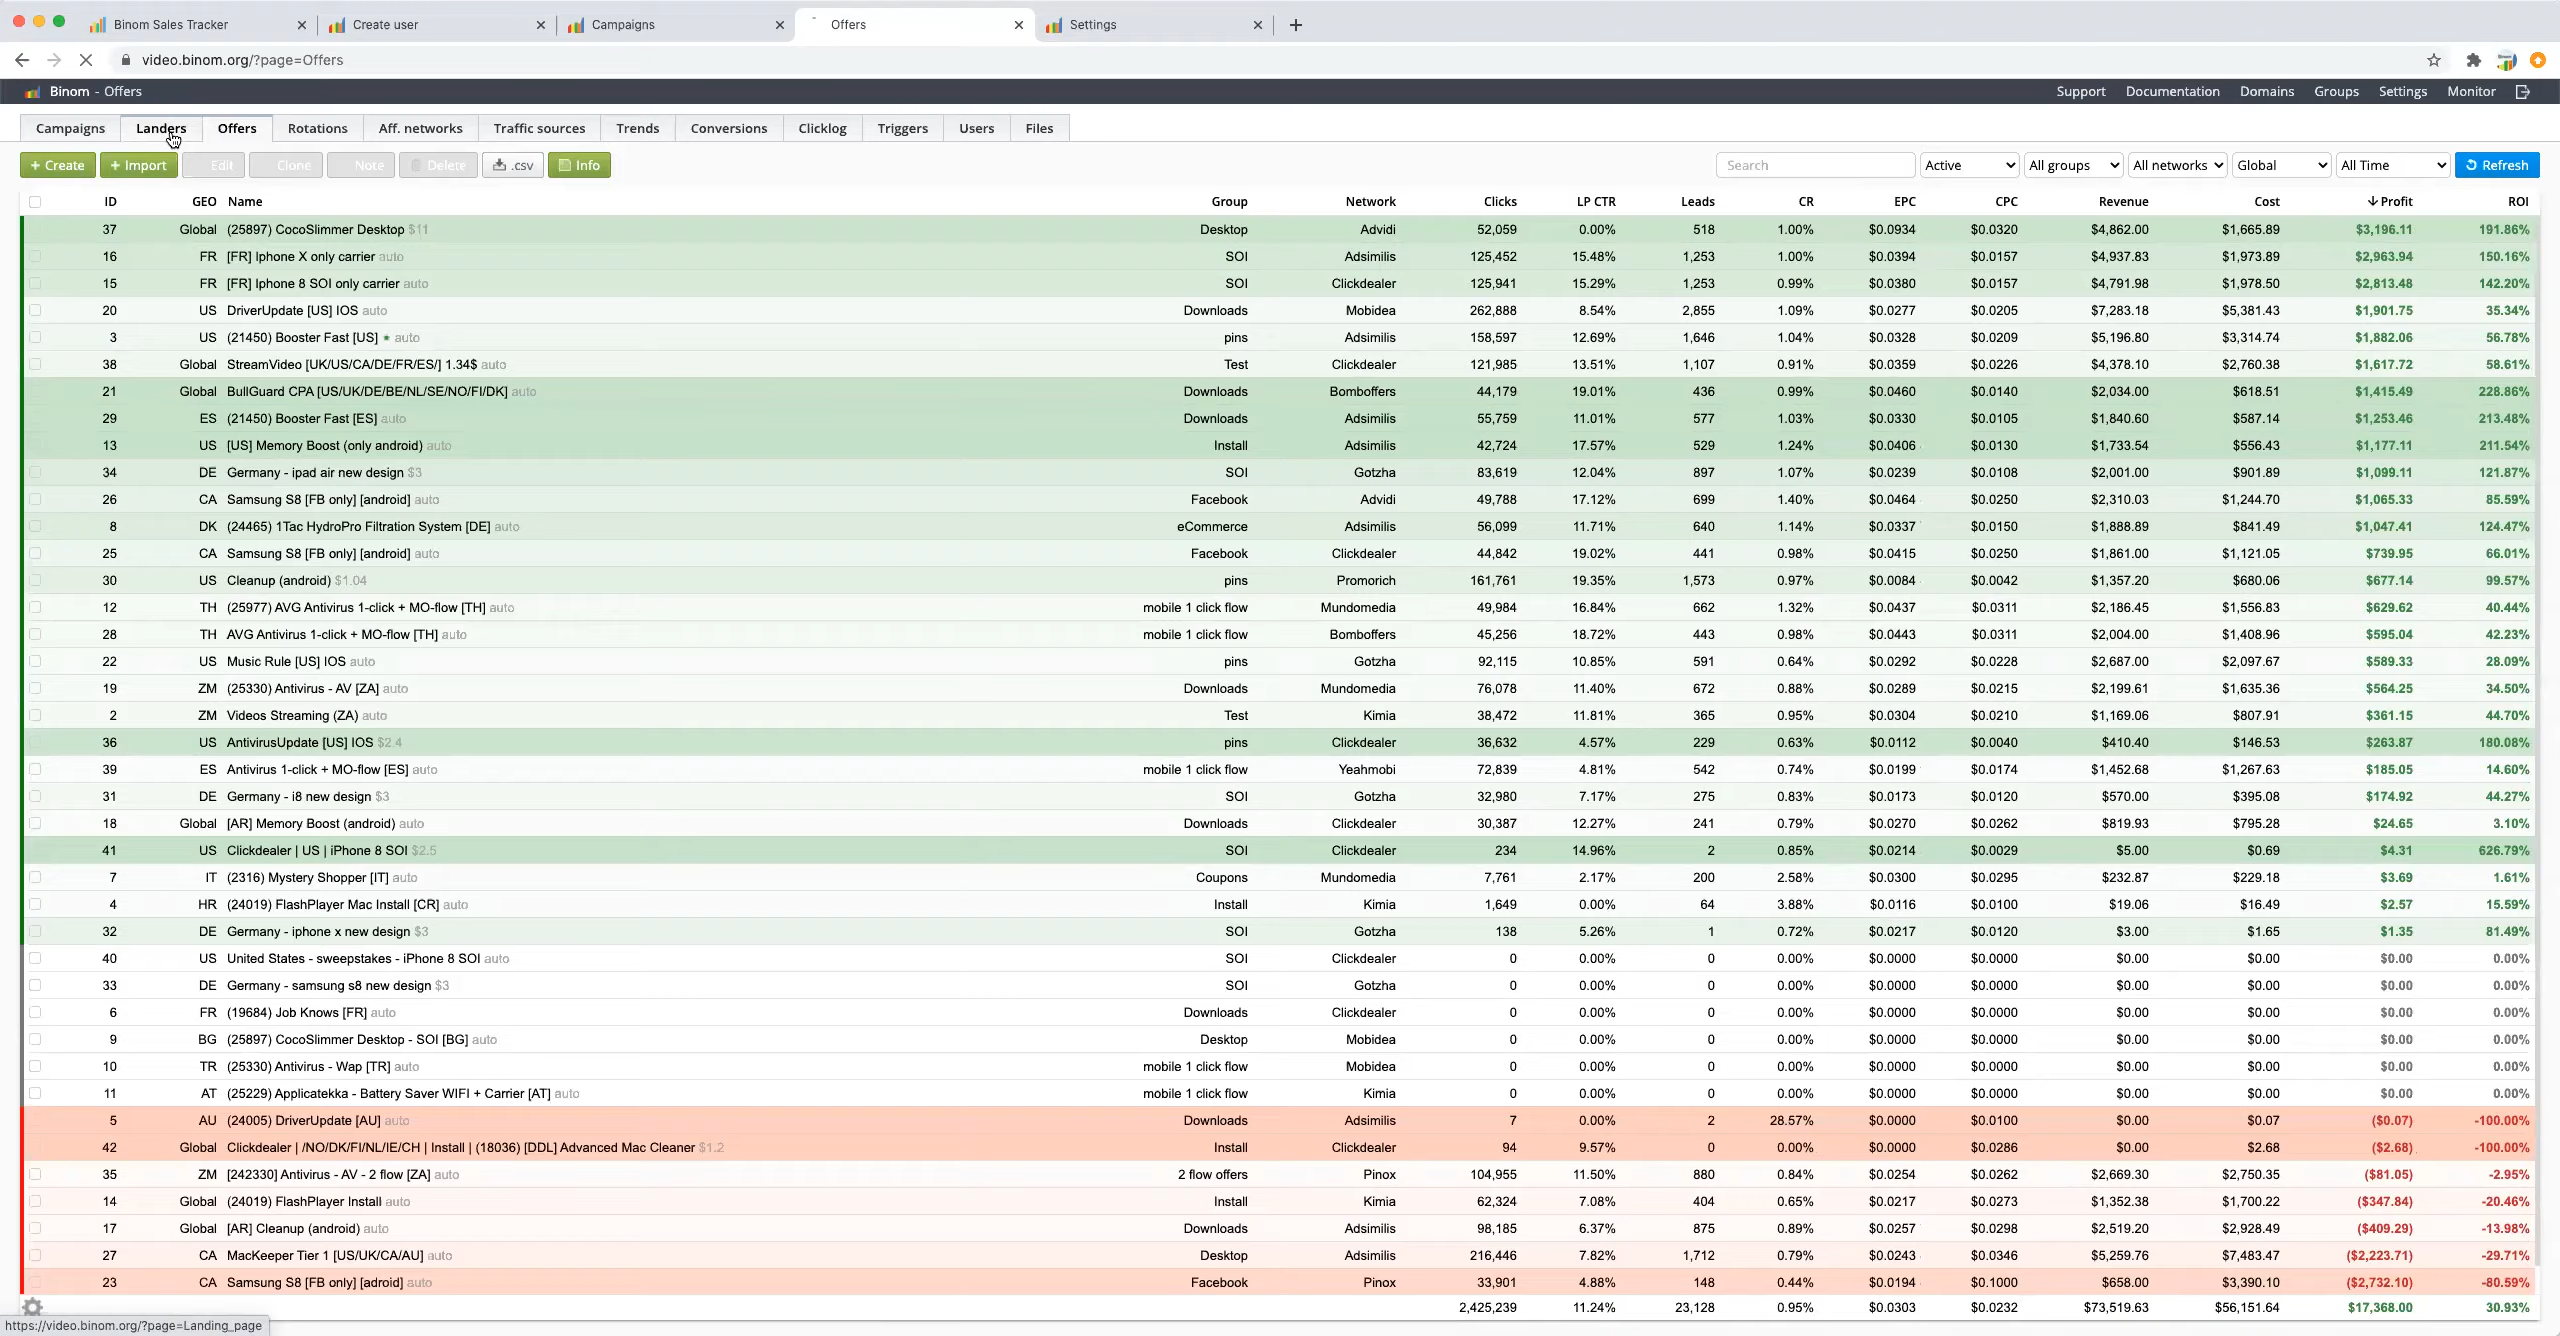 Binom Sales Tracker
Create user
Campaigns
Offers
Settings
video.binom.org/?page=Offers
Binom - Offers
Support Documentation Domains Groups Settings Monitor
Campaigns Landers Offers Rotations Aff. networks Traffic sources Trends Conversions Clicklog Triggers Users Files
+ Create + Import Edit Clone Note Delete .csv Info Search Active All groups All networks Global All Time Refresh
ID GEO Name Group Network Clicks LP CTR Leads CR EPC CPC Revenue Cost Profit ROI
37 Global (25897) CocoSlimmer Desktop $11 Desktop Advidi 52,059 0.00% 518 1.00% $0.0934 $0.0320 $4,862.00 $1,665.89 $3,196.11 191.86%
16 FR [FR] Iphone X only carrier auto SOI Adsimilis 125,452 15.48% 1,253 1.00% $0.0394 $0.0157 $4,937.83 $1,973.89 $2,963.94 150.16%
15 FR [FR] Iphone 8 SOI only carrier auto SOI Clickdealer 125,941 15.29% 1,253 0.99% $0.0380 $0.0157 $4,791.98 $1,978.50 $2,813.48 142.20%
20 US DriverUpdate [US] IOS auto Downloads Mobidea 262,888 8.54% 2,855 1.09% $0.0277 $0.0205 $7,283.18 $5,381.43 $1,901.75 35.34%
3 US (21450) Booster Fast [US] * auto pins Adsimilis 158,597 12.69% 1,646 1.04% $0.0328 $0.0209 $5,196.80 $3,314.74 $1,882.06 56.78%
38 Global StreamVideo [UK/US/CA/DE/FR/ES/] 1.34$ auto Test Clickdealer 121,985 13.51% 1,107 0.91% $0.0359 $0.0226 $4,378.10 $2,760.38 $1,617.72 58.61%
21 Global BullGuard CPA [US/UK/DE/BE/NL/SE/NO/FI/DK] auto Downloads Bomboffers 44,179 19.01% 436 0.99% $0.0460 $0.0140 $2,034.00 $618.51 $1,415.49 228.86%
29 ES (21450) Booster Fast [ES] auto Downloads Adsimilis 55,759 11.01% 577 1.03% $0.0330 $0.0105 $1,840.60 $587.14 $1,253.46 213.48%
13 US [US] Memory Boost (only android) auto Install Adsimilis 42,724 17.57% 529 1.24% $0.0406 $0.0130 $1,733.54 $556.43 $1,177.11 211.54%
34 DE Germany - ipad air new design $3 SOI Gotzha 83,619 12.04% 897 1.07% $0.0239 $0.0108 $2,001.00 $901.89 $1,099.11 121.87%
26 CA Samsung S8 [FB only] [android] auto Facebook Advidi 49,788 17.12% 699 1.40% $0.0464 $0.0250 $2,310.03 $1,244.70 $1,065.33 85.59%
8 DK (24465) 1Tac HydroPro Filtration System [DE] auto eCommerce Adsimilis 56,099 11.71% 640 1.14% $0.0337 $0.0150 $1,888.89 $841.49 $1,047.41 124.47%
25 CA Samsung S8 [FB only] [android] auto Facebook Clickdealer 44,842 19.02% 441 0.98% $0.0415 $0.0250 $1,861.00 $1,121.05 $739.95 66.01%
30 US Cleanup (android) $1.04 pins Promorich 161,761 19.35% 1,573 0.97% $0.0084 $0.0042 $1,357.20 $680.06 $677.14 99.57%
12 TH (25977) AVG Antivirus 1-click + MO-flow [TH] auto mobile 1 click flow Mundomedia 49,984 16.84% 662 1.32% $0.0437 $0.0311 $2,186.45 $1,556.83 $629.62 40.44%
28 TH AVG Antivirus 1-click + MO-flow [TH] auto mobile 1 click flow Bomboffers 45,256 18.72% 443 0.98% $0.0443 $0.0311 $2,004.00 $1,408.96 $595.04 42.23%
22 US Music Rule [US] IOS auto pins Gotzha 92,115 10.85% 591 0.64% $0.0292 $0.0228 $2,687.00 $2,097.67 $589.33 28.09%
19 ZM (25330) Antivirus - AV [ZA] auto Downloads Mundomedia 76,078 11.40% 672 0.88% $0.0289 $0.0215 $2,199.61 $1,635.36 $564.25 34.50%
2 ZM Videos Streaming (ZA) auto Test Kimia 38,472 11.81% 365 0.95% $0.0304 $0.0210 $1,169.06 $807.91 $361.15 44.70%
36 US AntivirusUpdate [US] IOS $2.4 pins Clickdealer 36,632 4.57% 229 0.63% $0.0112 $0.0040 $410.40 $146.53 $263.87 180.08%
39 ES Antivirus 1-click + MO-flow [ES] auto mobile 1 click flow Yeahmobi 72,839 4.81% 542 0.74% $0.0199 $0.0174 $1,452.68 $1,267.63 $185.05 14.60%
31 DE Germany - i8 new design $3 SOI Gotzha 32,980 7.17% 275 0.83% $0.0173 $0.0120 $570.00 $395.08 $174.92 44.27%
18 Global [AR] Memory Boost (android) auto Downloads Clickdealer 30,387 12.27% 241 0.79% $0.0270 $0.0262 $819.93 $795.28 $24.65 3.10%
41 US Clickdealer | US | iPhone 8 SOI $2.5 SOI Clickdealer 234 14.96% 2 0.85% $0.0214 $0.0029 $5.00 $0.69 $4.31 626.79%
7 IT (2316) Mystery Shopper [IT] auto Coupons Mundomedia 7,761 2.17% 200 2.58% $0.0300 $0.0295 $232.87 $229.18 $3.69 1.61%
4 HR (24019) FlashPlayer Mac Install [CR] auto Install Kimia 1,649 0.00% 64 3.88% $0.0116 $0.0100 $19.06 $16.49 $2.57 15.59%
32 DE Germany - iphone x new design $3 SOI Gotzha 138 5.26% 1 0.72% $0.0217 $0.0120 $3.00 $1.65 $1.35 81.49%
40 US United States - sweepstakes - iPhone 8 SOI auto SOI Clickdealer 0 0.00% 0 0.00% $0.0000 $0.0000 $0.00 $0.00 $0.00 0.00%
33 DE Germany - samsung s8 new design $3 SOI Gotzha 0 0.00% 0 0.00% $0.0000 $0.0000 $0.00 $0.00 $0.00 0.00%
6 FR (19684) Job Knows [FR] auto Downloads Clickdealer 0 0.00% 0 0.00% $0.0000 $0.0000 $0.00 $0.00 $0.00 0.00%
9 BG (25897) CocoSlimmer Desktop - SOI [BG] auto Desktop Mobidea 0 0.00% 0 0.00% $0.0000 $0.0000 $0.00 $0.00 $0.00 0.00%
10 TR (25330) Antivirus - Wap [TR] auto mobile 1 click flow Mobidea 0 0.00% 0 0.00% $0.0000 $0.0000 $0.00 $0.00 $0.00 0.00%
11 AT (25229) Applicatekka - Battery Saver WIFI + Carrier [AT] auto mobile 1 click flow Kimia 0 0.00% 0 0.00% $0.0000 $0.0000 $0.00 $0.00 $0.00 0.00%
5 AU (24005) DriverUpdate [AU] auto Downloads Adsimilis 7 0.00% 2 28.57% $0.0000 $0.0100 $0.00 $0.07 ($0.07) -100.00%
42 Global Clickdealer | /NO/DK/FI/NL/IE/CH | Install | (18036) [DDL] Advanced Mac Cleaner $1.2 Install Clickdealer 94 9.57% 0 0.00% $0.0000 $0.0286 $0.00 $2.68 ($2.68) -100.00%
35 ZM [242330] Antivirus - AV - 2 flow [ZA] auto 2 flow offers Pinox 104,955 11.50% 880 0.84% $0.0254 $0.0262 $2,669.30 $2,750.35 ($81.05) -2.95%
14 Global (24019) FlashPlayer Install auto Install Kimia 62,324 7.08% 404 0.65% $0.0217 $0.0273 $1,352.38 $1,700.22 ($347.84) -20.46%
17 Global [AR] Cleanup (android) auto Downloads Adsimilis 98,185 6.37% 875 0.89% $0.0257 $0.0298 $2,519.20 $2,928.49 ($409.29) -13.98%
27 CA MacKeeper Tier 1 [US/UK/CA/AU] auto Desktop Adsimilis 216,446 7.82% 1,712 0.79% $0.0243 $0.0346 $5,259.76 $7,483.47 ($2,223.71) -29.71%
23 CA Samsung S8 [FB only] [adroid] auto Facebook Pinox 33,901 4.88% 148 0.44% $0.0194 $0.1000 $658.00 $3,390.10 ($2,732.10) -80.59%
2,425,239 11.24% 23,128 0.95% $0.0303 $0.0232 $73,519.63 $56,151.64 $17,368.00 30.93%
https://video.binom.org/?page=Landing_page